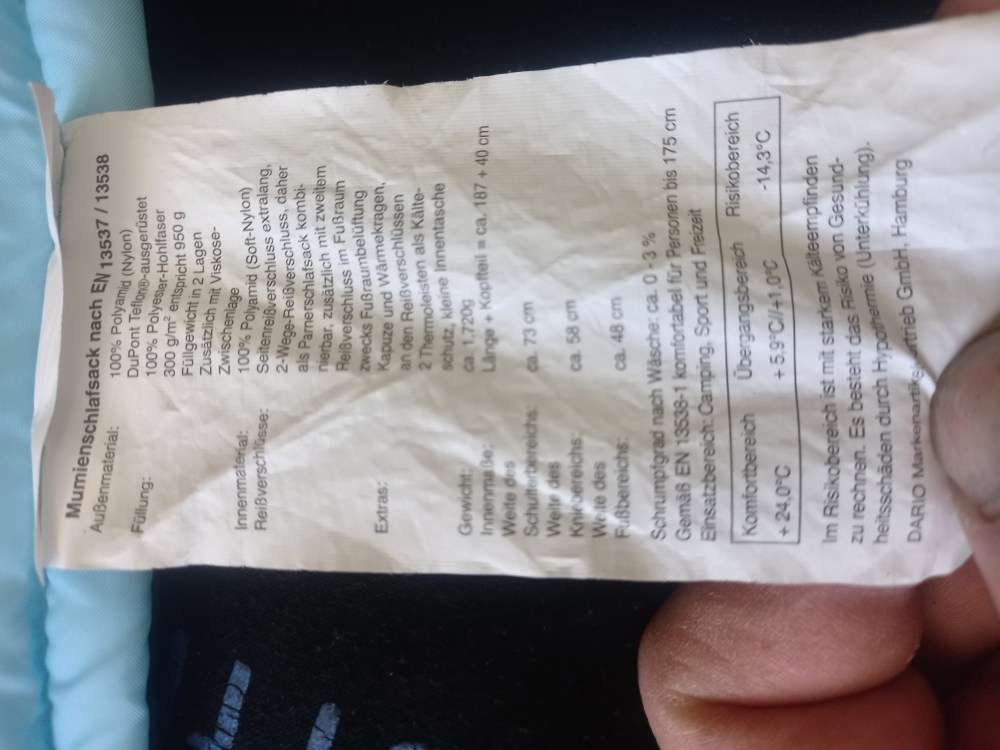 Mumienschlafsack nach EN 13537 / 13538
Außenmaterial: 100% Polyamid (Nylon)
DuPont Teflon®-ausgerüstet
Füllung: 100% Polyester-Hohlfaser
300 g/m² entspricht 950 g
Füllgewicht in 2 Lagen
Zusätzlich mit Viskose-
Zwischenlage
Innenmaterial: 100% Polyamid (Soft-Nylon)
Reißverschlüsse: Seitenreißverschluss extralang,
2-Wege-Reißverschluss, daher
als Partnerschlafsack kombi-
nierbar, zusätzlich mit zweitem
Reißverschluss im Fußraum
zwecks Fußraumbelüftung
Extras: Kapuze und Wärmekragen,
an den Reißverschlüssen
2 Thermoleisten als Kälte-
schutz, kleine Innentasche
Gewicht: ca. 1.720g
Innenmaße: Länge + Kopfteil = ca. 187 + 40 cm
Weite des
Schulterbereichs: ca. 73 cm
Weite des
Kniebereichs: ca. 58 cm
Weite des
Fußbereichs: ca. 48 cm
Schrumpfgrad nach Wäsche: ca. 0 - 3 %
Gemäß EN 13538-1 komfortabel für Personen bis 175 cm
Einsatzbereich: Camping, Sport und Freizeit
Komfortbereich Übergangsbereich Risikobereich
+ 24,0°C + 5,9°C//-1,0°C -14,3°C
Im Risikobereich ist mit starkem Kälteempfinden
zu rechnen. Es besteht das Risiko von Gesund-
heitsschäden durch Hypothermie (Unterkühlung).
DARIO Markenartikelvertrieb GmbH, Hamburg